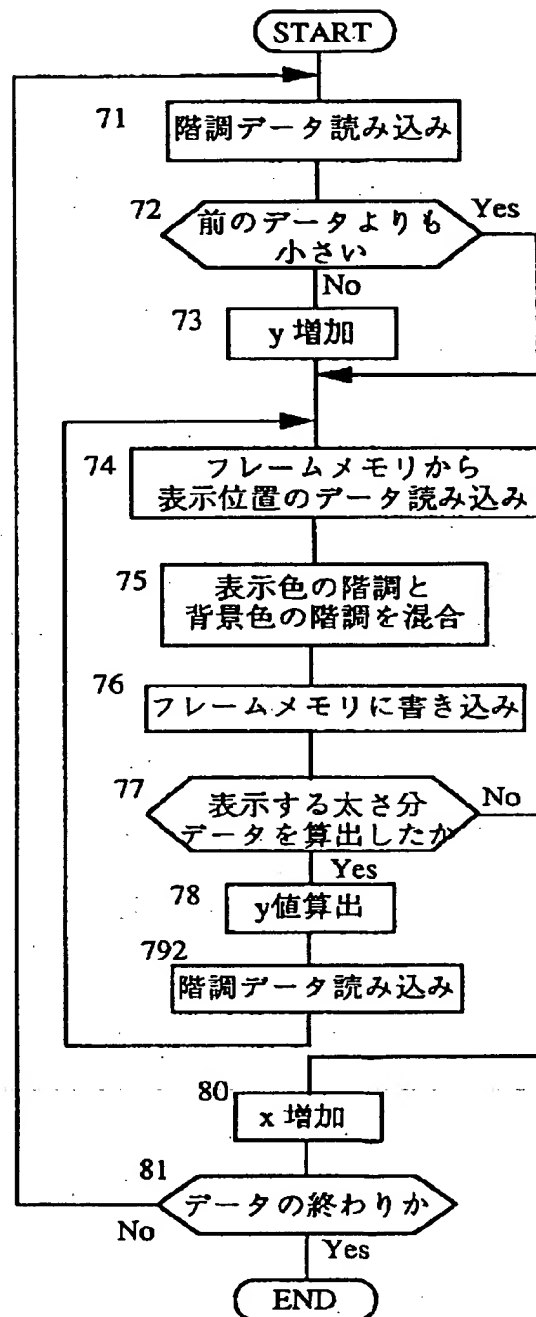 START
71
階調データ読み込み
72
前のデータよりも
小さい
Yes
No
73
y 増加
74
フレームメモリから
表示位置のデータ読み込み
75
表示色の階調と
背景色の階調を混合
76
フレームメモリに書き込み
77
表示する太さ分
データを算出したか
No
Yes
78
y値算出
792
階調データ読み込み
80
x 増加
81
データの終わりか
No
Yes
END